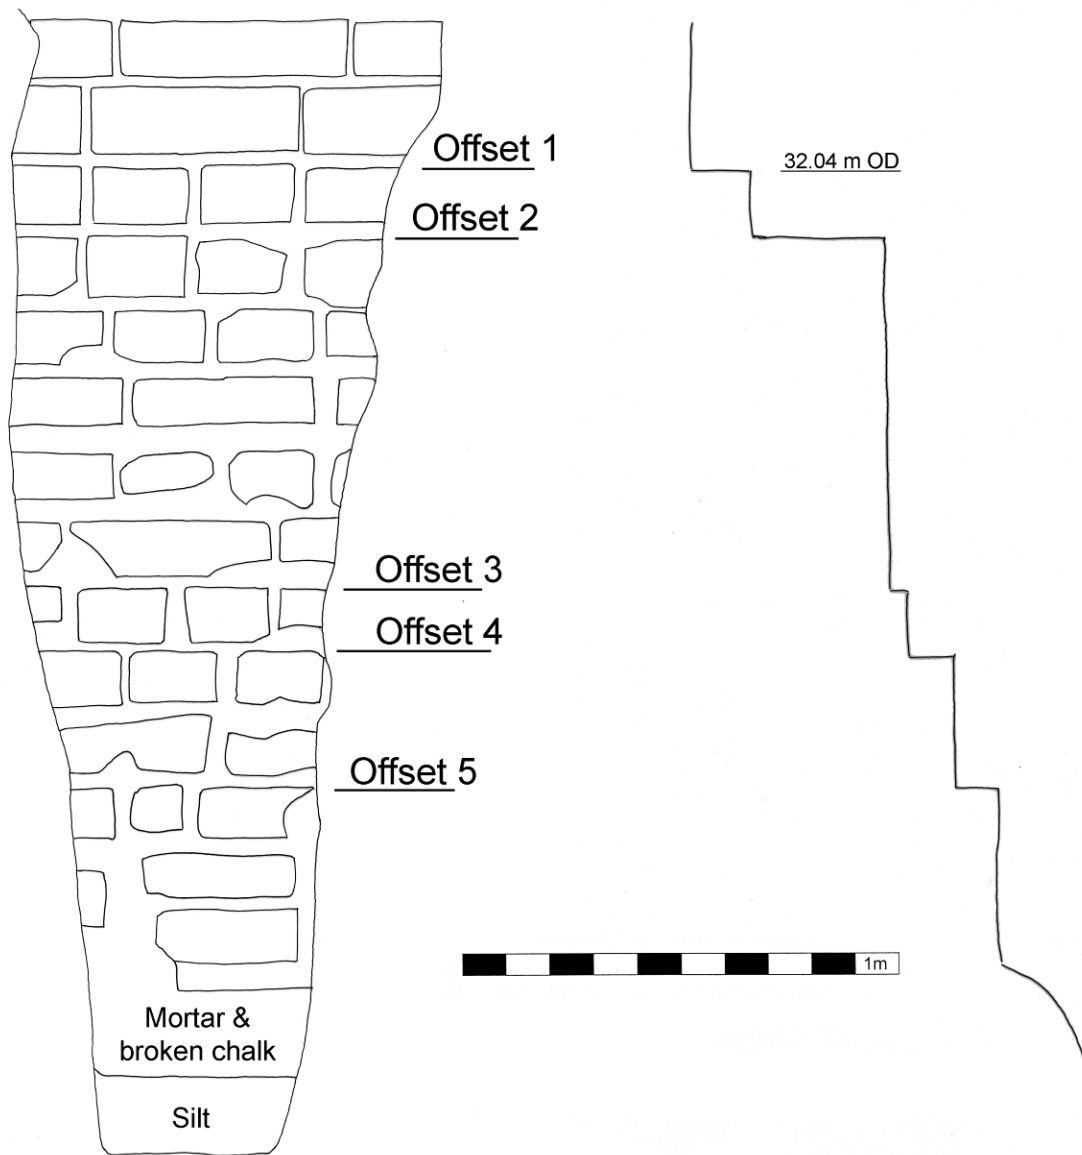 Offset 1
32.04 m OD
Offset 2
Offset 3
Offset 4
Offset 5
1m
Mortar &
broken chalk
Silt